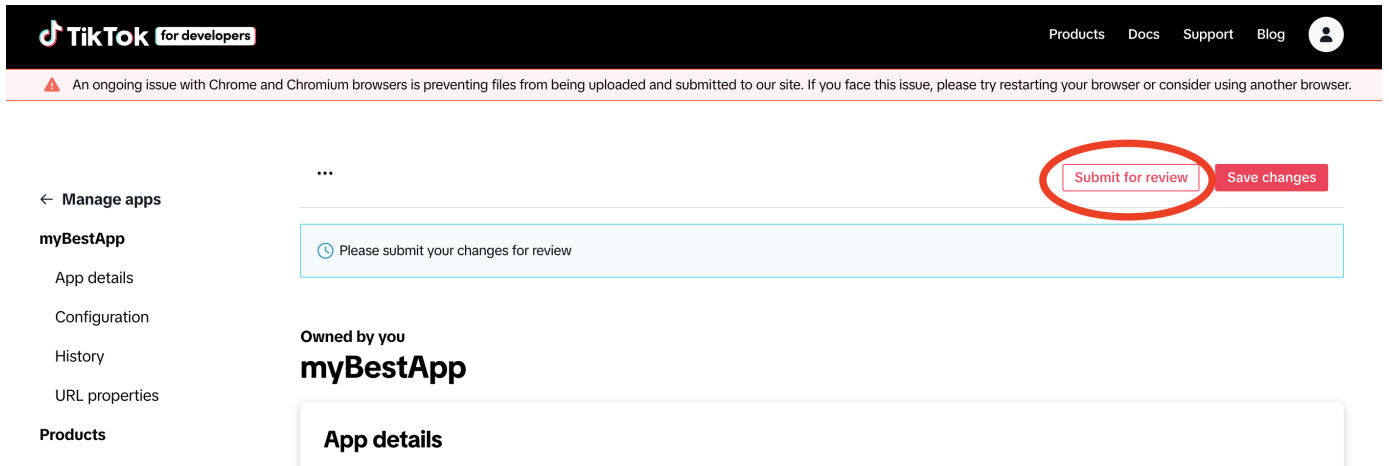 TikTok for developers
Products Docs Support Blog
An ongoing issue with Chrome and Chromium browsers is preventing files from being uploaded and submitted to our site. If you face this issue, please try restarting your browser or consider using another browser.
...
Submit for review Save changes
← Manage apps
myBestApp
App details
Configuration
History
URL properties
Products
Please submit your changes for review
Owned by you
myBestApp
App details